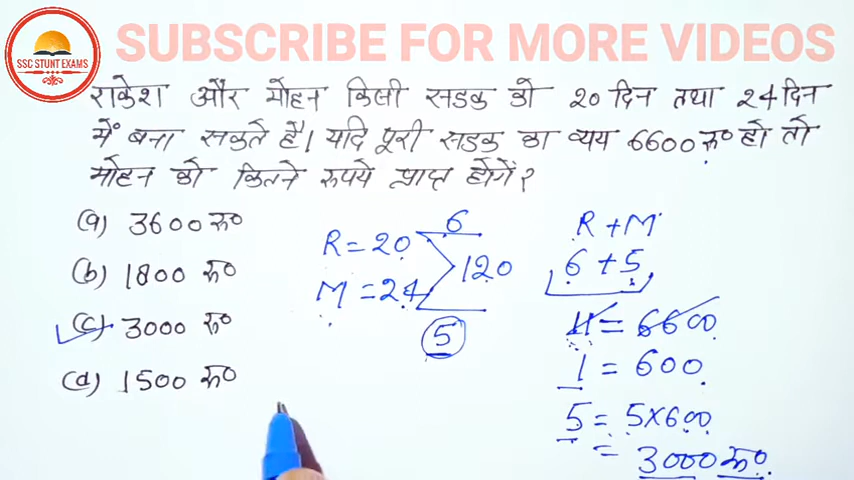 SUBSCRIBE FOR MORE VIDEOS
SSC STUNT EXAMS
राकेश और मोहन किसी सडक को 20 दिन तथा 24 दिन
में बना सकते है। यदि पूरी सडक का व्यय 6600 रू० हो तो
मोहन को कितने रूपये प्राप्त होगें?
(a) 3600 रू०
(b) 1800 रू०
(c) 3000 रू०
(d) 1500 रू०
6
R = 20
120
M = 24
5
R + M
6 + 5
11 = 6600
1 = 600
5 = 5×600
= 3000 रू०